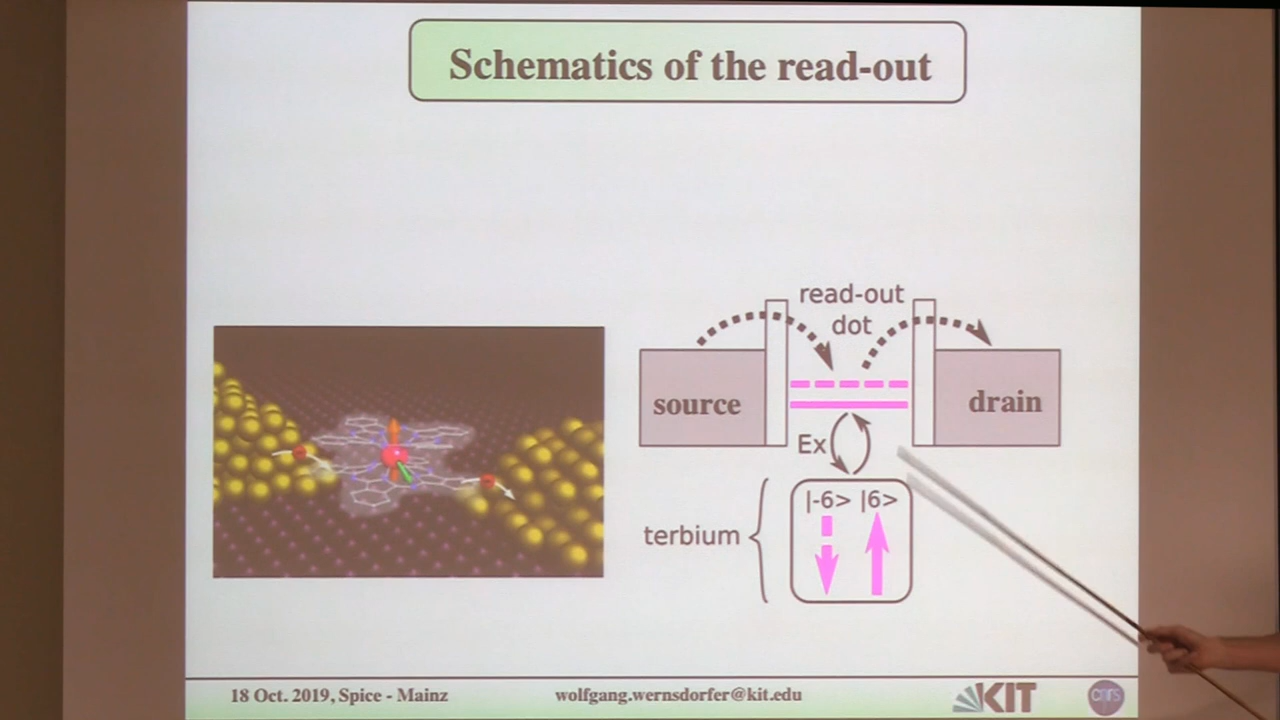 Schematics of the read-out
read-out
dot
source
drain
Ex
|-6> |6>
terbium
18 Oct. 2019, Spice - Mainz
wolfgang.wernsdorfer@kit.edu
KIT
cnrs